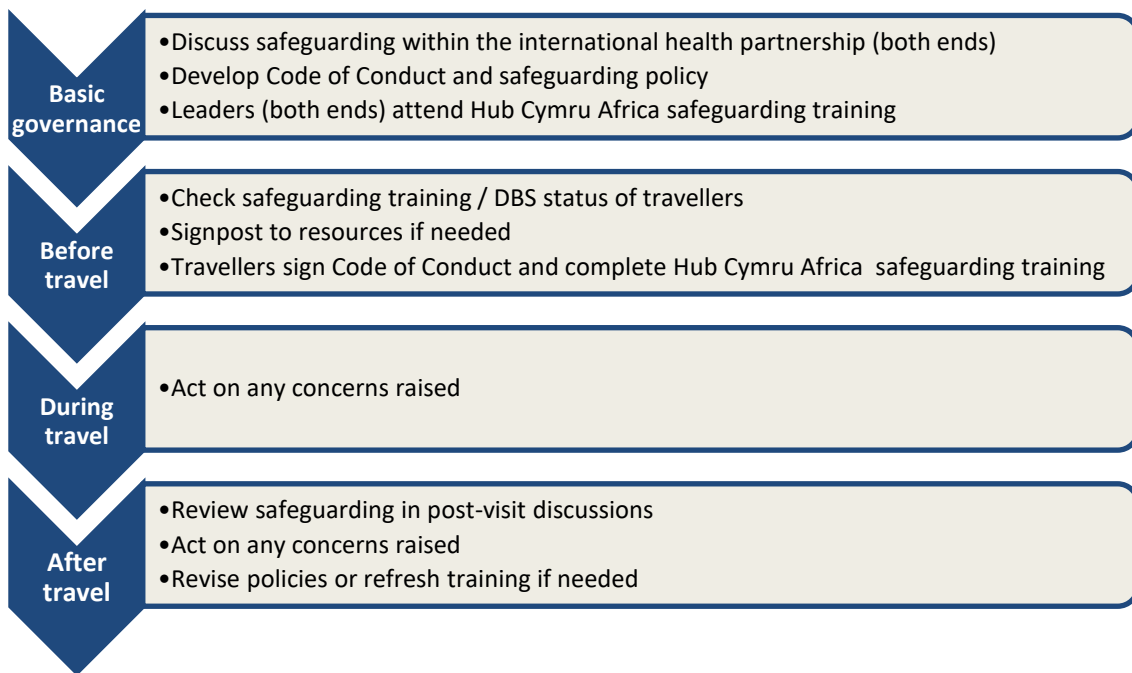 Basic
governance
•Discuss safeguarding within the international health partnership (both ends)
•Develop Code of Conduct and safeguarding policy
•Leaders (both ends) attend Hub Cymru Africa safeguarding training
Before
travel
•Check safeguarding training / DBS status of travellers
•Signpost to resources if needed
•Travellers sign Code of Conduct and complete Hub Cymru Africa  safeguarding training
During
travel
•Act on any concerns raised
After
travel
•Review safeguarding in post-visit discussions
•Act on any concerns raised
•Revise policies or refresh training if needed